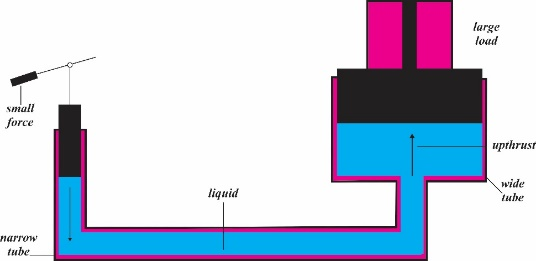 large
load
small
force
upthrust
liquid
wide
tube
narrow
tube